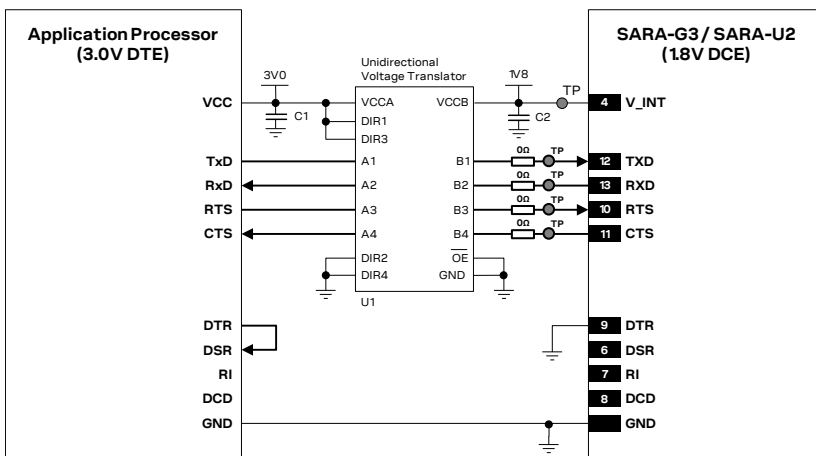 Application Processor
(3.0V DTE)
SARA-G3 / SARA-U2
(1.8V DCE)
Unidirectional
Voltage Translator
3V0
1V8
TP
VCC
VCCA
VCCB
4
V_INT
C1
C2
DIR1
DIR3
TxD
A1
B1
0Ω
TP
12
TXD
RxD
A2
B2
0Ω
TP
13
RXD
RTS
A3
B3
0Ω
TP
10
RTS
CTS
A4
B4
0Ω
TP
11
CTS
DIR2
OE
DIR4
GND
U1
DTR
9
DTR
DSR
6
DSR
RI
7
RI
DCD
8
DCD
GND
GND